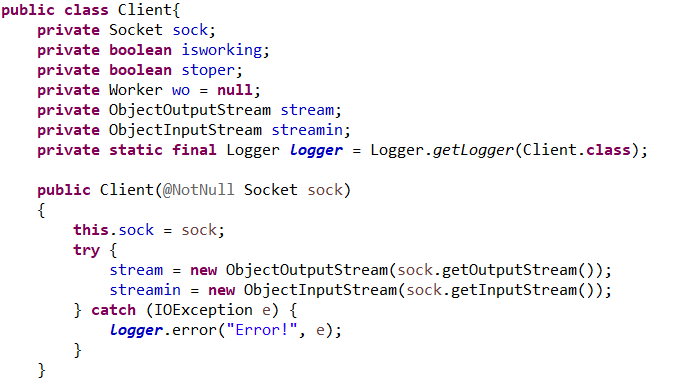 public class Client{
    private Socket sock;
    private boolean isworking;
    private boolean stoper;
    private Worker wo = null;
    private ObjectOutputStream stream;
    private ObjectInputStream streamin;
    private static final Logger logger = Logger.getLogger(Client.class);

    public Client(@NotNull Socket sock)
    {
        this.sock = sock;
        try {
            stream = new ObjectOutputStream(sock.getOutputStream());
            streamin = new ObjectInputStream(sock.getInputStream());
        } catch (IOException e) {
            logger.error("Error!", e);
        }
    }